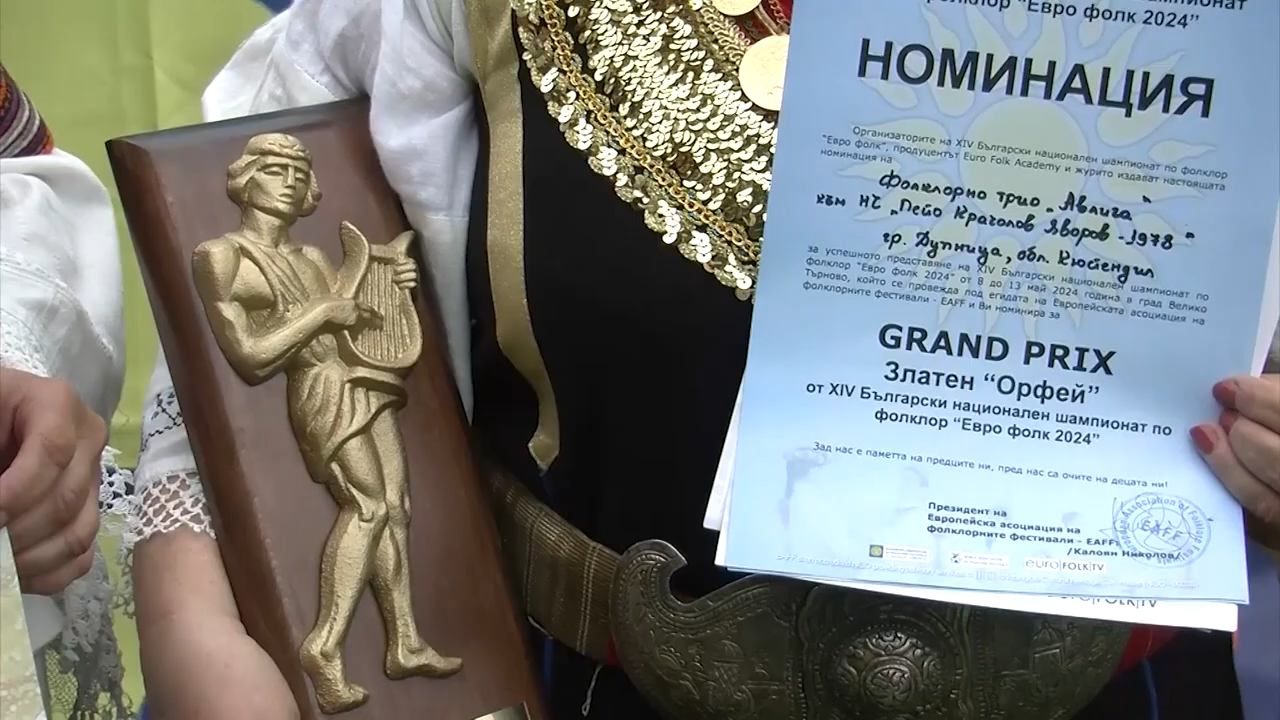 фолклор “Евро фолк 2024”
НОМИНАЦИЯ
Организаторите на XIV Български национален шампионат по фолклор
“Евро фолк”, продуцентът Euro Folk Academy и журито издават настоящата
номинация на
Фолклорно трио „Авлига“
към НЧ „Пейо Крачолов Яворов -1978“
гр. Дупница, обл. Кюстендил
за успешното представяне на XIV Български национален шампионат по
фолклор “Евро фолк 2024” от 8 до 13 май 2024 година в град Велико
Търново, който се провежда под егидата на Европейската асоциация на
фолклорните фестивали - EAFF и Ви номинира за
GRAND PRIX
Златен “Орфей”
от XIV Български национален шампионат по
фолклор “Евро фолк 2024”
Зад нас е паметта на предците ни, пред нас са очите на децата ни!
Президент на
Европейска асоциация на
фолклорните фестивали - EAFF
/Калоян Николов/
EAFF
euro|FOLK|TV